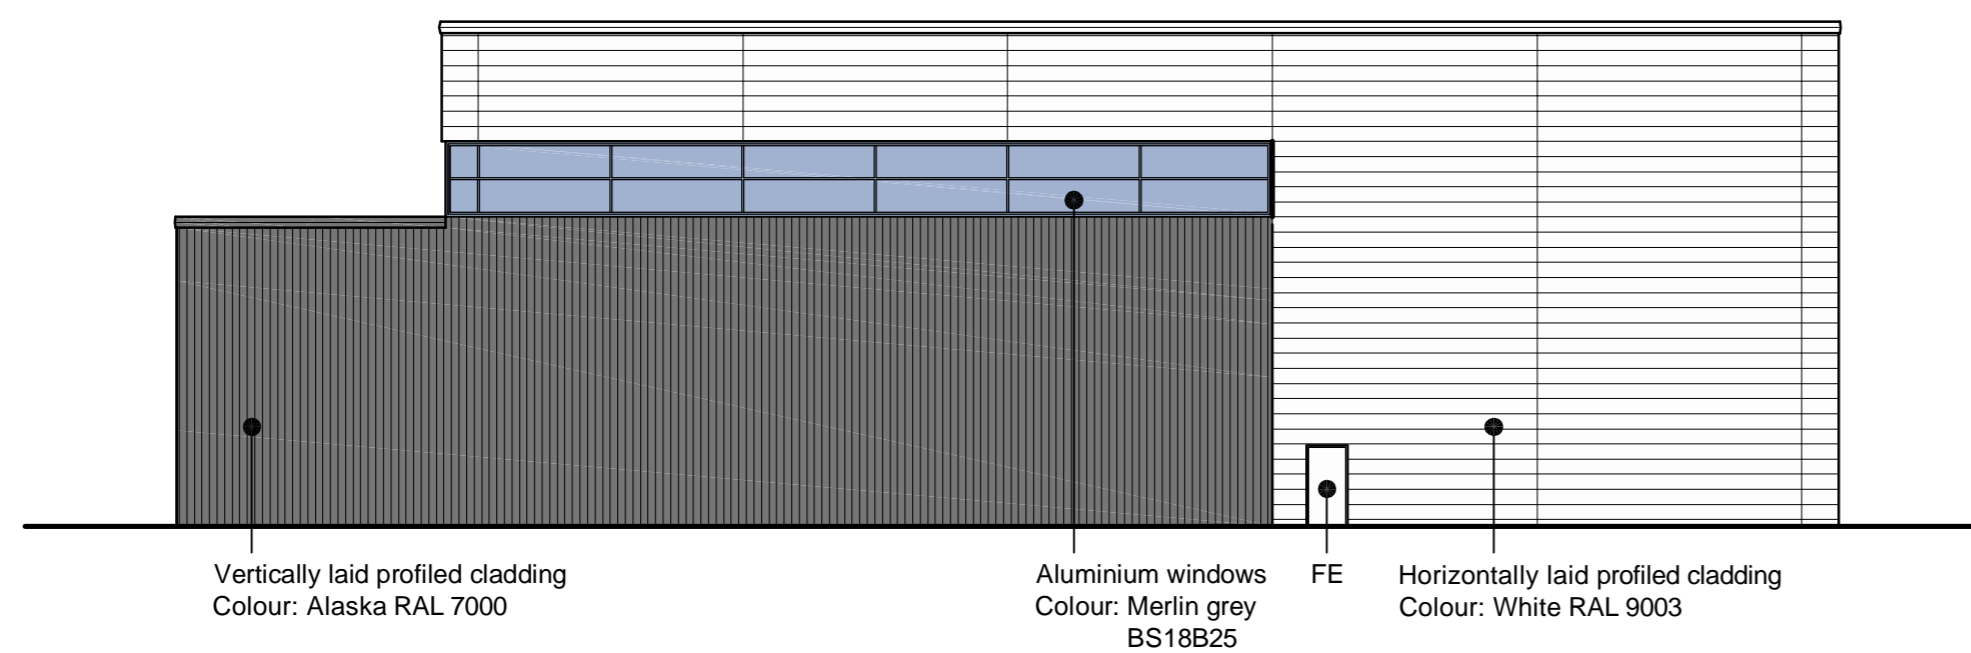 Vertically laid profiled cladding
Colour: Alaska RAL 7000
Aluminium windows
Colour: Merlin grey
BS18B25
FE
Horizontally laid profiled cladding
Colour: White RAL 9003